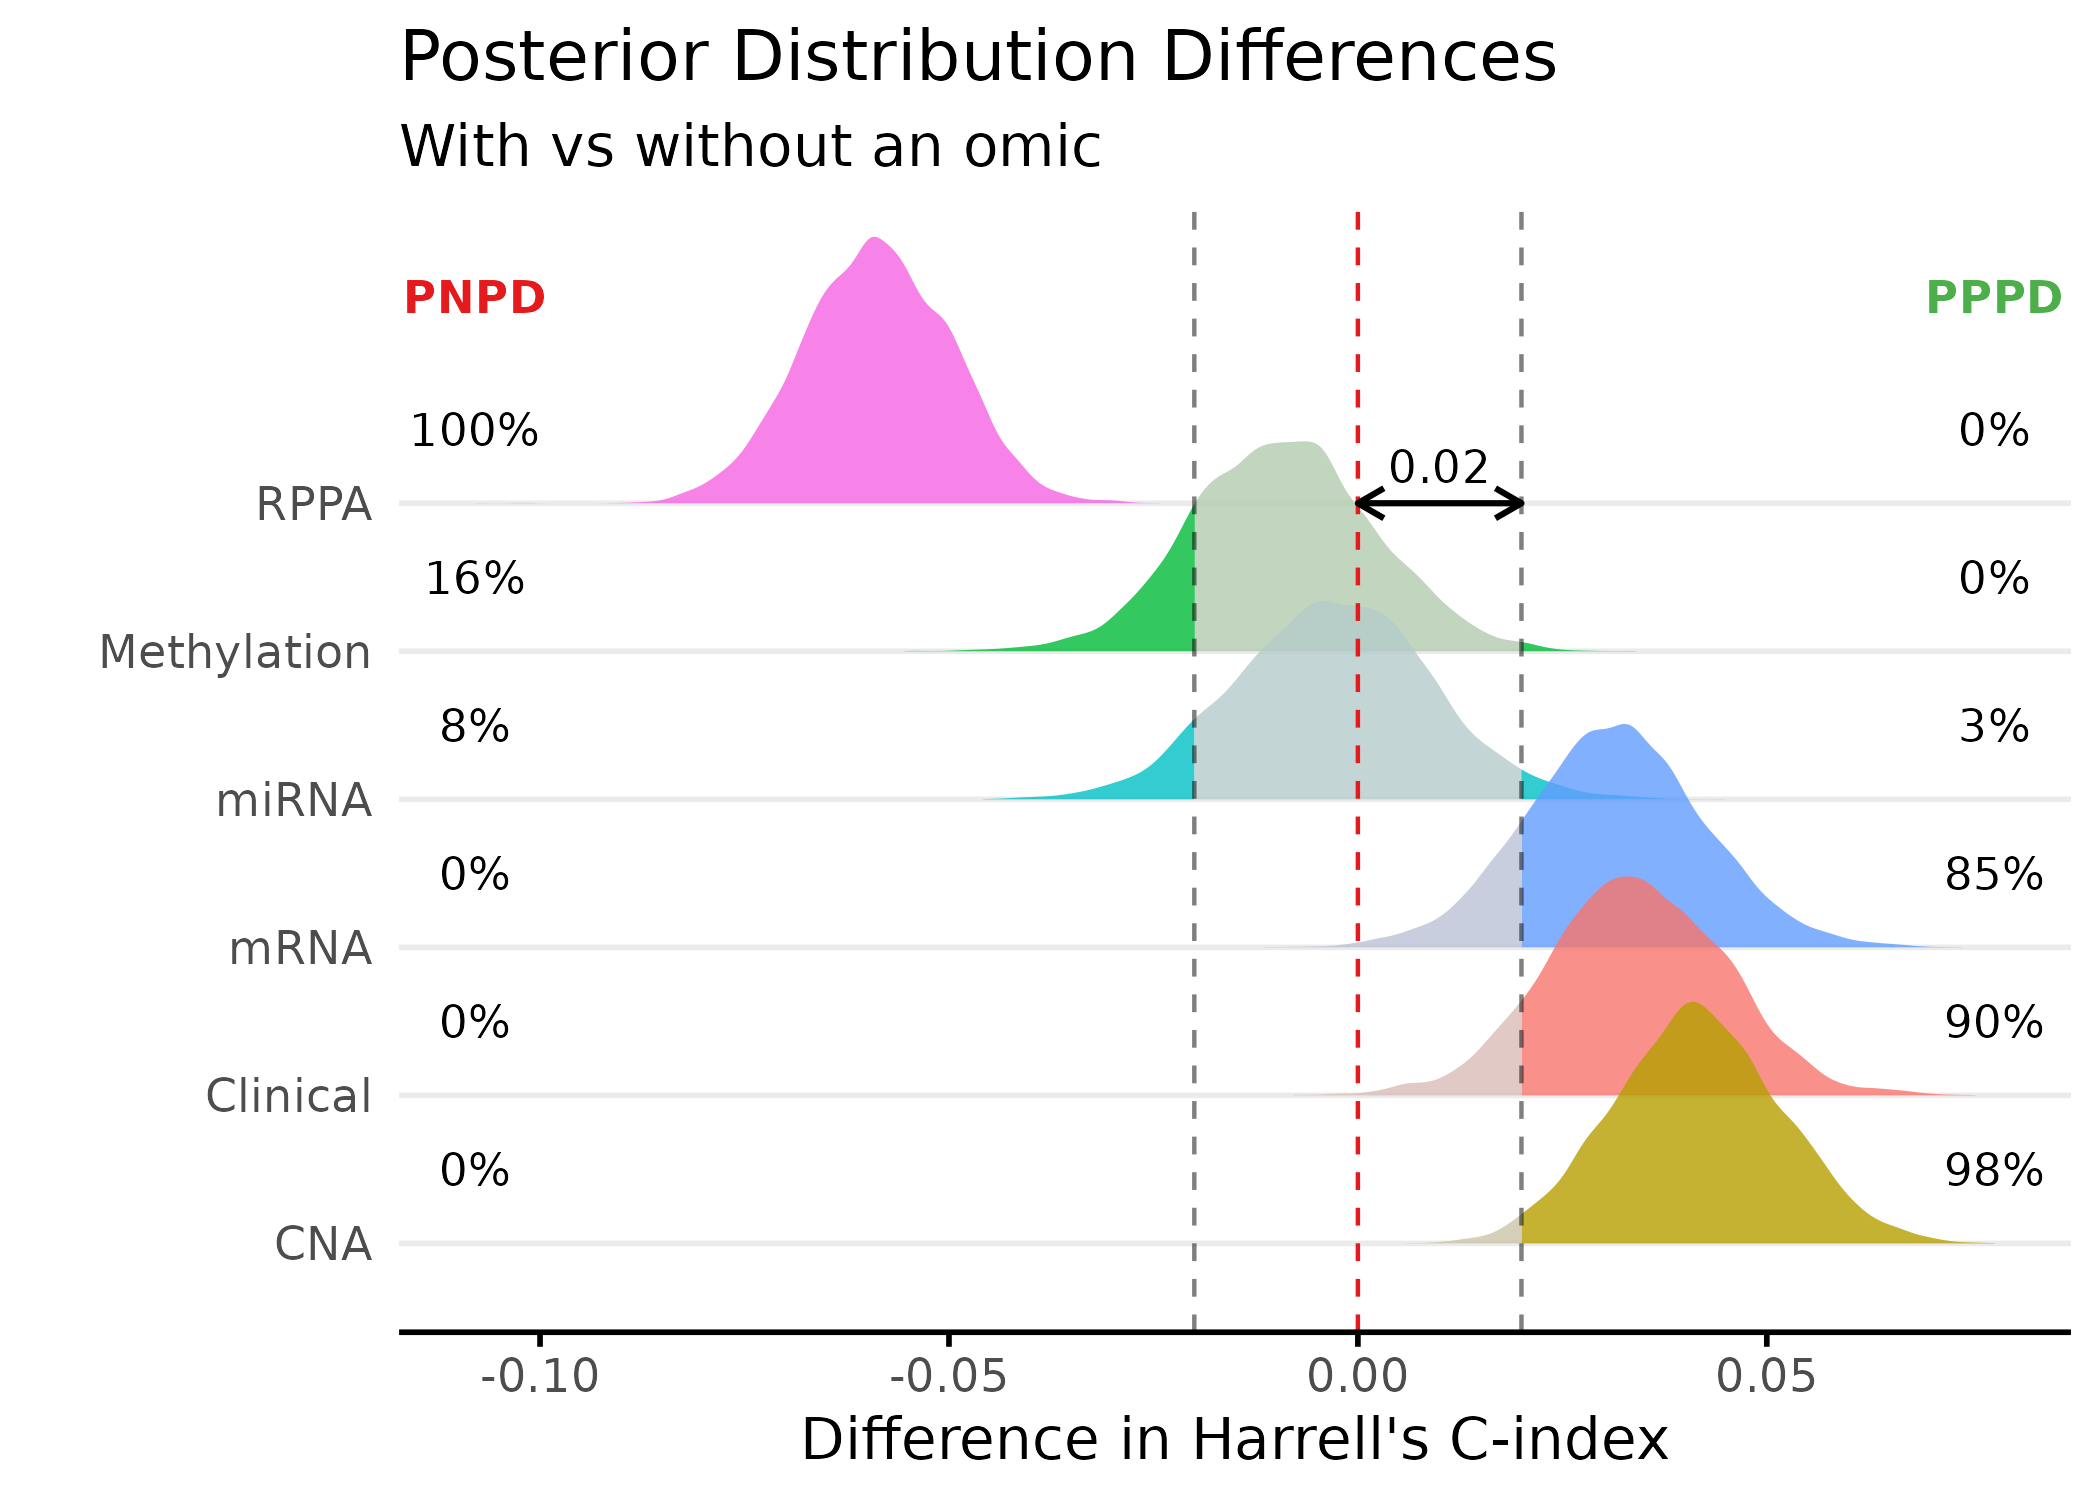 Posterior Distribution Differences
With vs without an omic
PNPD PPPD
100% 0%
0.02
RPPA
16% 0%
Methylation
8% 3%
miRNA
0% 85%
mRNA
0% 90%
Clinical
0% 98%
CNA
-0.10 -0.05 0.00 0.05
Difference in Harrell's C-index